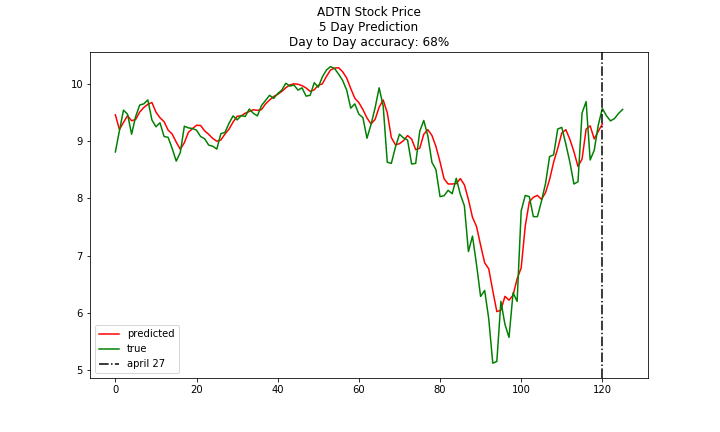 ADTN Stock Price
5 Day Prediction
Day to Day accuracy: 68%
10
9
8
7
6
5
predicted
true
april 27
0 20 40 60 80 100 120